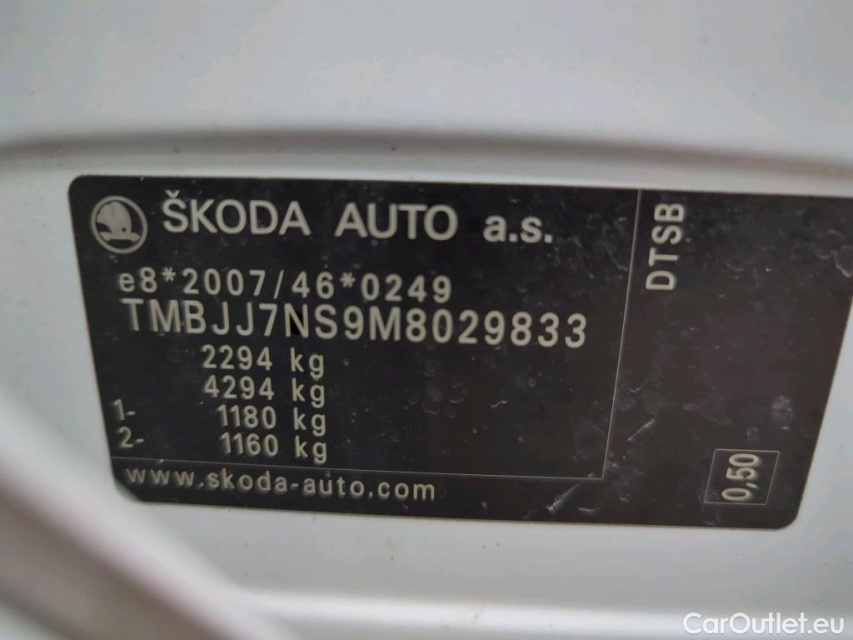 ŠKODA AUTO a.s.
e8*2007/46*0249
TMBJJ7NS9M8029833
2294 kg
4294 kg
1- 1180 kg
2- 1160 kg
www.skoda-auto.com
DTSB
0,50
CarOutlet.eu